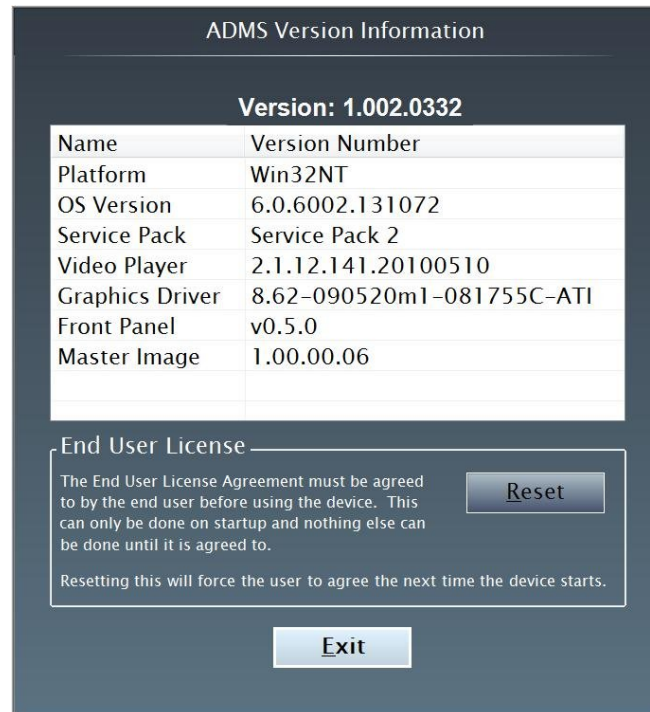 ADMS Version Information
Version: 1.002.0332
Name Version Number
Platform Win32NT
OS Version 6.0.6002.131072
Service Pack Service Pack 2
Video Player 2.1.12.141.20100510
Graphics Driver 8.62-090520m1-081755C-ATI
Front Panel v0.5.0
Master Image 1.00.00.06
End User License
The End User License Agreement must be agreed
to by the end user before using the device. This
can only be done on startup and nothing else can
be done until it is agreed to.
Reset
Resetting this will force the user to agree the next time the device starts.
Exit